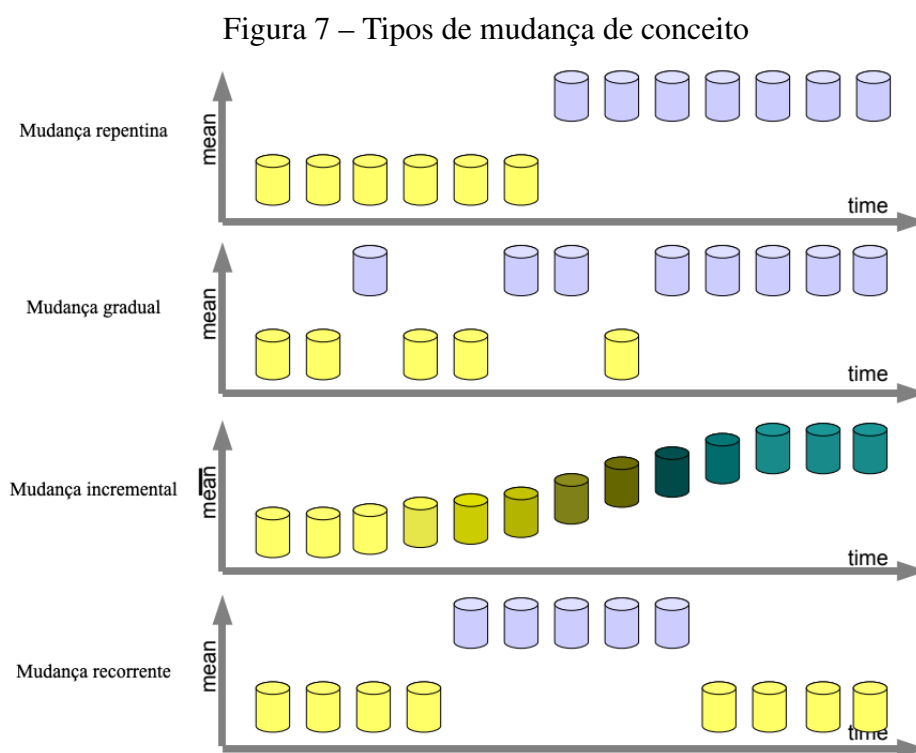 Figura 7 – Tipos de mudança de conceito
Mudança repentina
mean
time
Mudança gradual
mean
time
Mudança incremental
mean
time
Mudança recorrente
mean
time